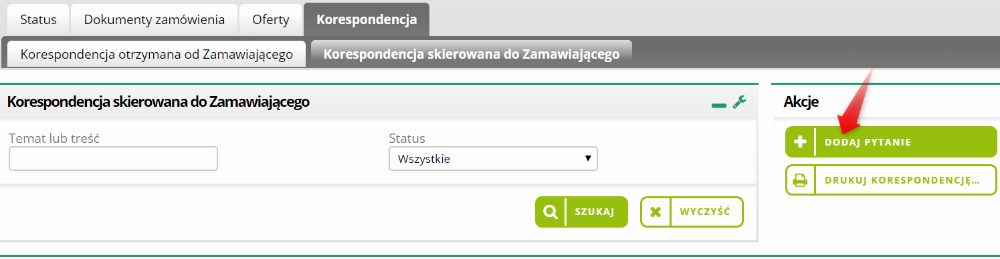 Status Dokumenty zamówienia Oferty Korespondencja
Korespondencja otrzymana od Zamawiającego Korespondencja skierowana do Zamawiającego
Korespondencja skierowana do Zamawiającego
Temat lub treść Status
Wszystkie
SZUKAJ WYCZYŚĆ
Akcje
DODAJ PYTANIE
DRUKUJ KORESPONDENCJĘ...